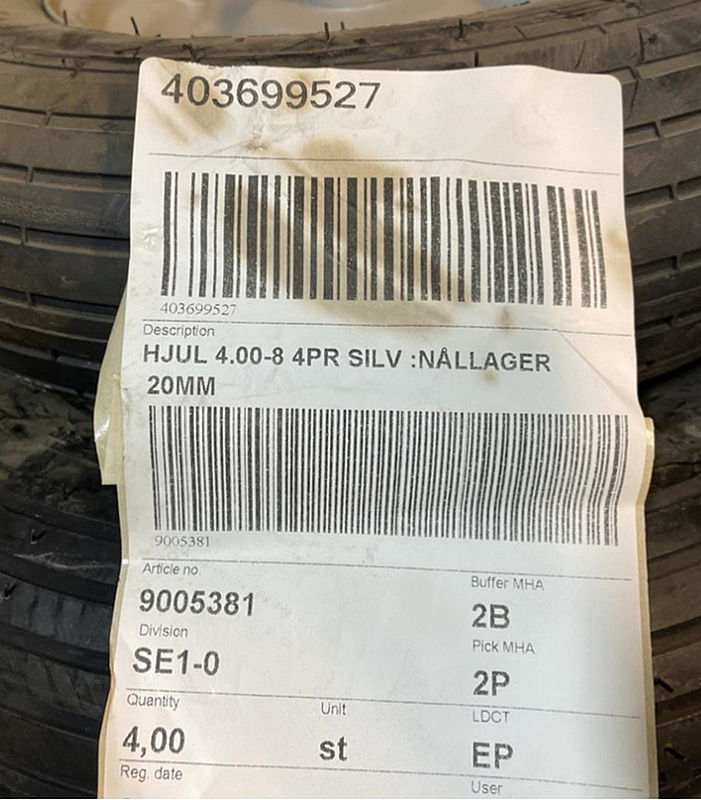 403699527
403699527
Description
HJUL 4.00-8 4PR SILV :NÅLLAGER
20MM
9005381
Article no.
Buffer MHA
9005381
2B
Division
Pick MHA
SE1-0
2P
Quantity
Unit
LDCT
4,00
st
EP
Reg. date
User